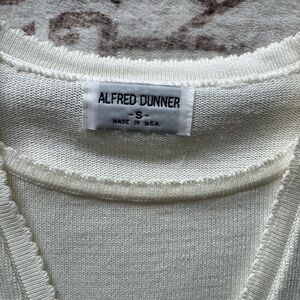 ALFRED DUNNER
-S-
MADE IN U.S.A.